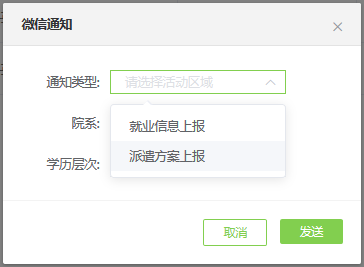 微信通知
通知类型: 请选择活动区域
院系: 就业信息上报
派遣方案上报
学历层次:
取消 发送